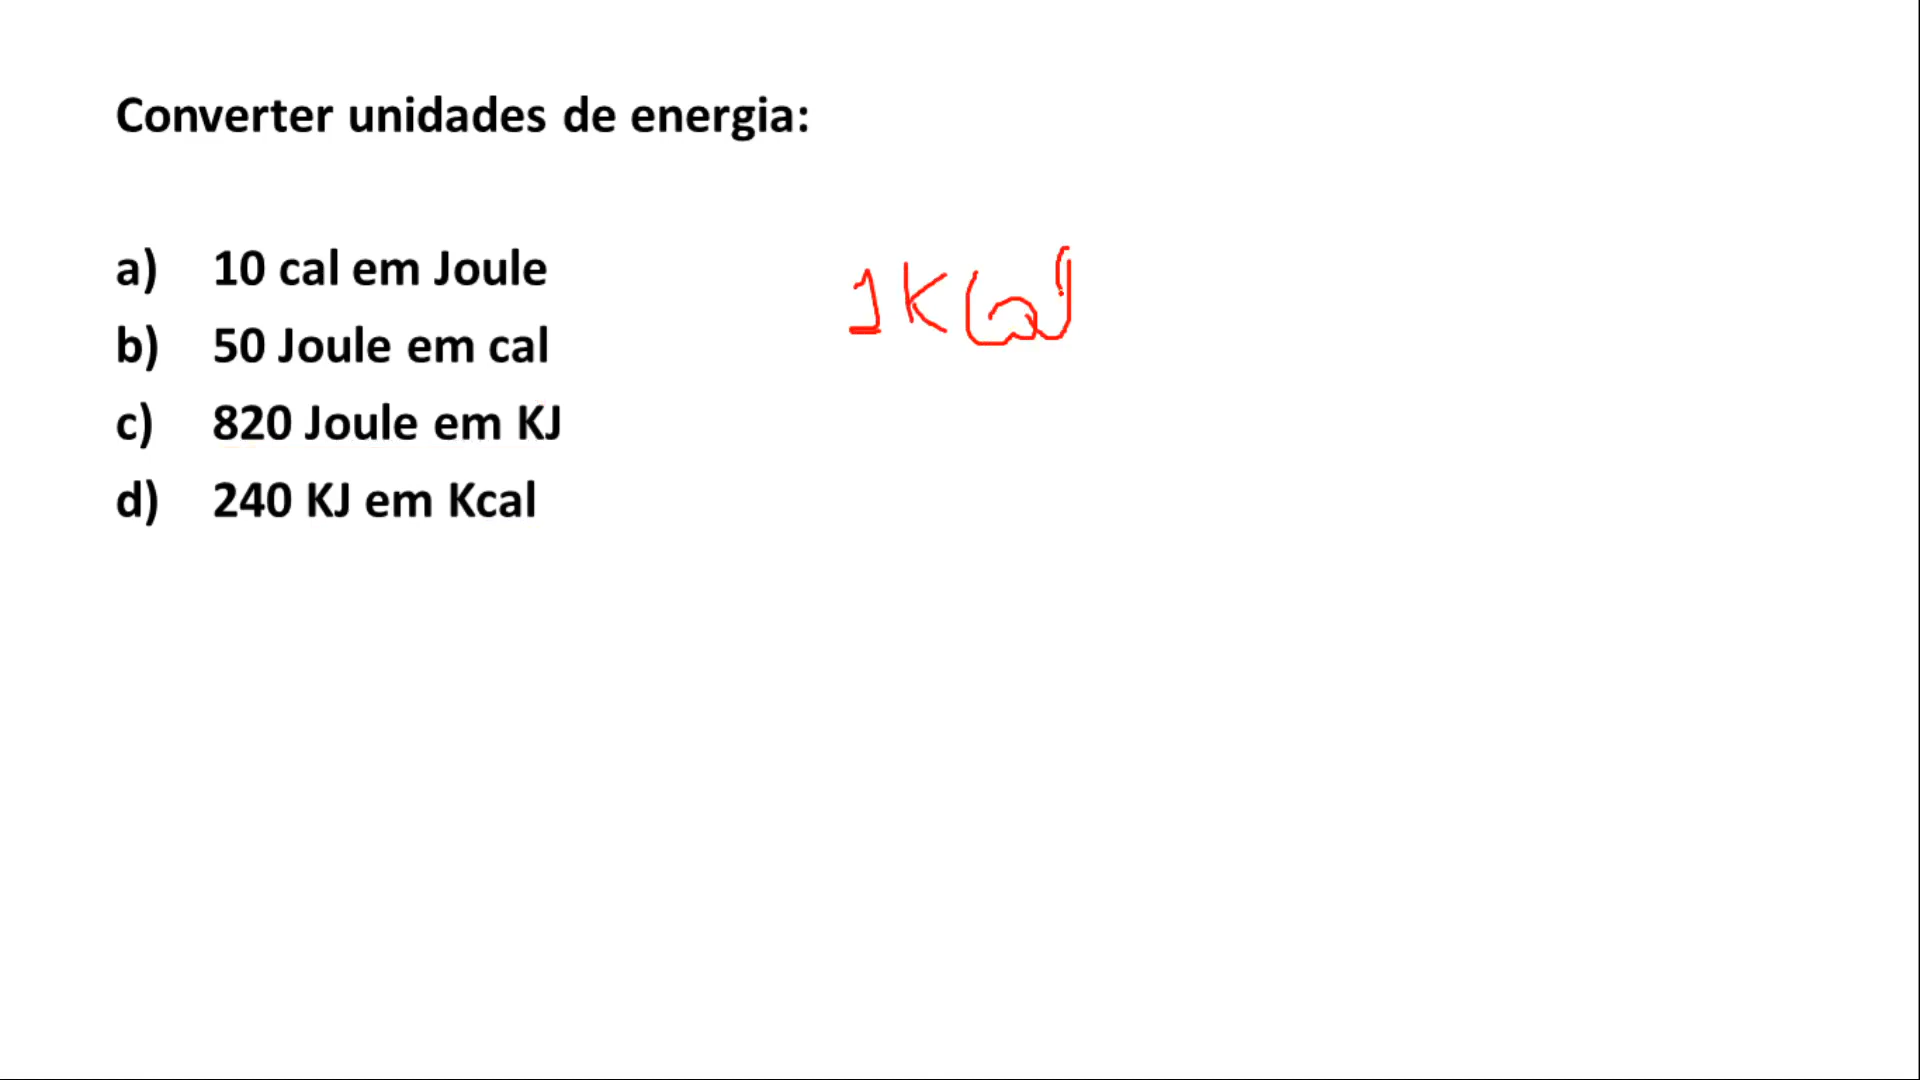 Converter unidades de energia:
a) 10 cal em Joule
1 Kcal
b) 50 Joule em cal
c) 820 Joule em KJ
d) 240 KJ em Kcal